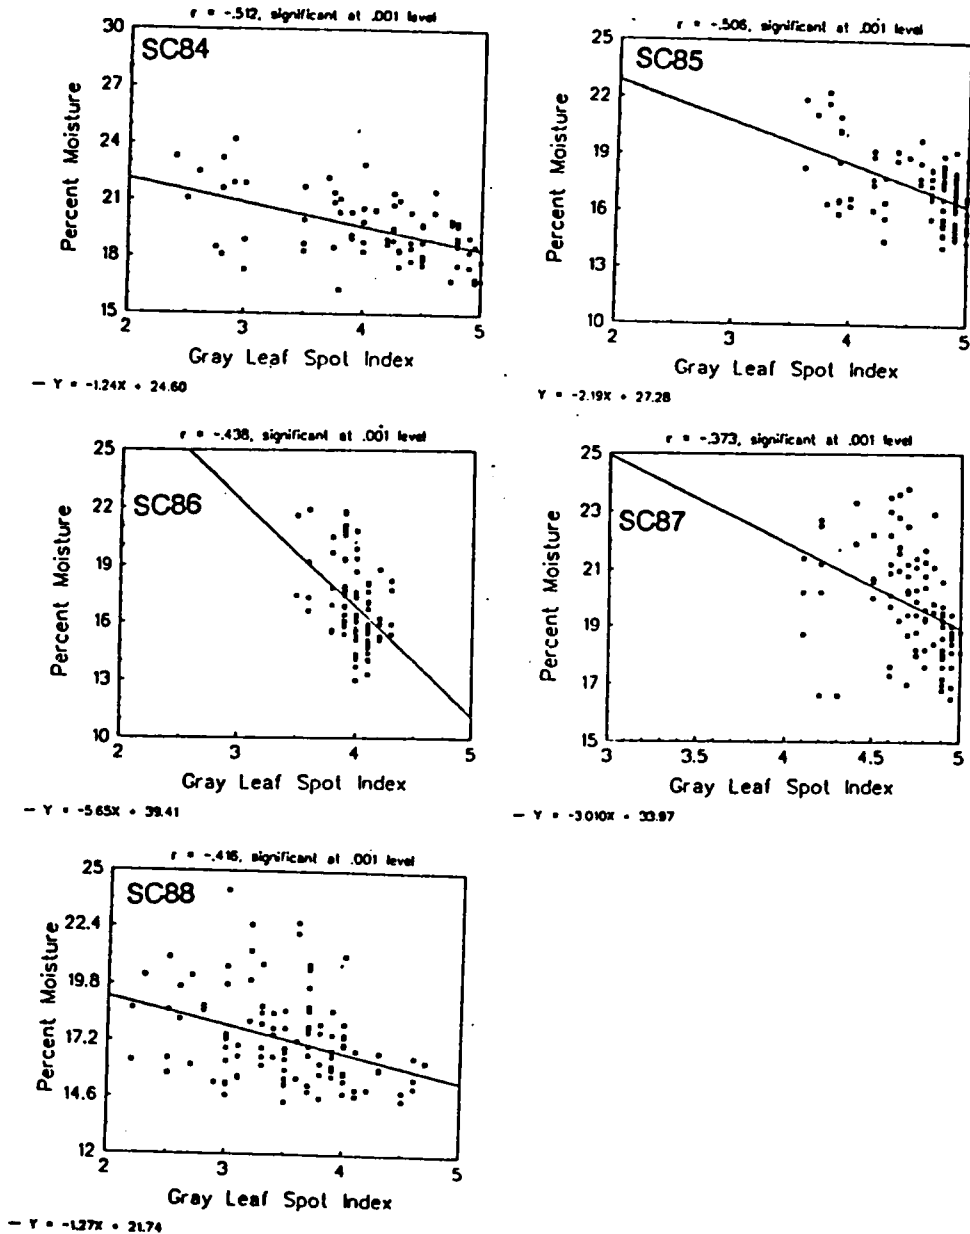 r = -.512, significant at .001 level
SC84
30
27
24
21
18
15
Percent Moisture
2 3 4 5
Gray Leaf Spot Index
— Y = -1.24X + 24.60
r = -.506, significant at .001 level
SC85
25
22
19
16
13
10
Percent Moisture
2 3 4 5
Gray Leaf Spot Index
Y = -2.19X + 27.28
r = -.438, significant at .001 level
SC86
25
22
19
16
13
10
Percent Moisture
2 3 4 5
Gray Leaf Spot Index
— Y = -5.65X + 39.41
r = -.373, significant at .001 level
SC87
25
23
21
19
17
15
Percent Moisture
3 3.5 4 4.5 5
Gray Leaf Spot Index
— Y = -3.010X + 33.97
r = -.416, significant at .001 level
SC88
25
22.4
19.8
17.2
14.6
12
Percent Moisture
2 3 4 5
Gray Leaf Spot Index
— Y = -1.27X + 21.74